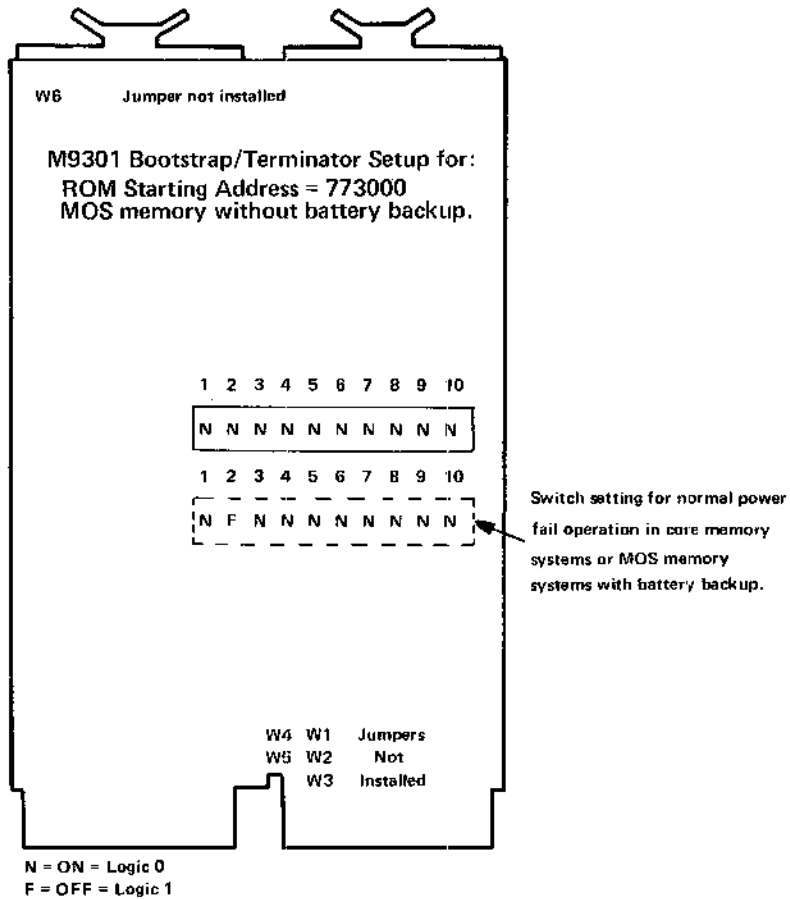 W6 Jumper not installed
M9301 Bootstrap/Terminator Setup for:
ROM Starting Address = 773000
MOS memory without battery backup.
1 2 3 4 5 6 7 8 9 10
N N N N N N N N N N
1 2 3 4 5 6 7 8 9 10
N F N N N N N N N N
Switch setting for normal power
fail operation in core memory
systems or MOS memory
systems with battery backup.
W4 W1 Jumpers
W5 W2 Not
W3 Installed
N = ON = Logic 0
F = OFF = Logic 1